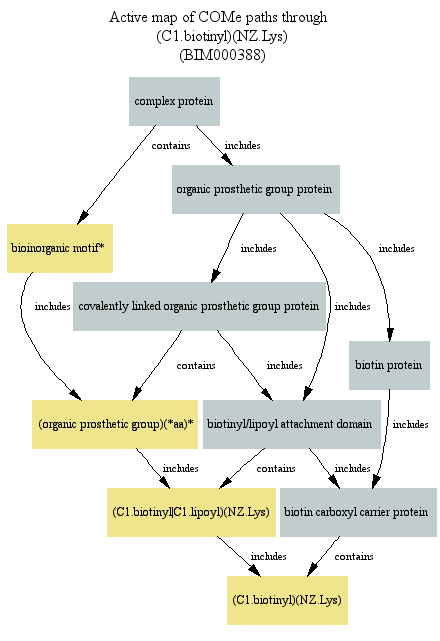 Active map of COMe paths through
(C1.biotinyl)(NZ.Lys)
(BIM000388)
complex protein
contains
includes
organic prosthetic group protein
bioinorganic motif*
includes
includes
includes
covalently linked organic prosthetic group protein
includes
contains
includes
biotin protein
(organic prosthetic group)(*aa)*
biotinyl/lipoyl attachment domain
includes
includes
contains
includes
(C1.biotinyl|C1.lipoyl)(NZ.Lys)
biotin carboxyl carrier protein
includes
contains
(C1.biotinyl)(NZ.Lys)